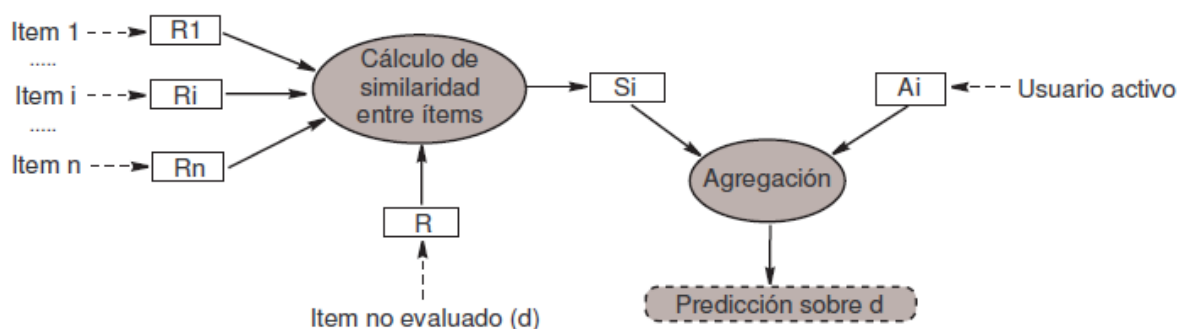 Item 1
R1
.....
Item i
Ri
.....
Item n
Rn
Cálculo de
similaridad
entre ítems
Si
Ai
Usuario activo
Agregación
R
Item no evaluado (d)
Predicción sobre d